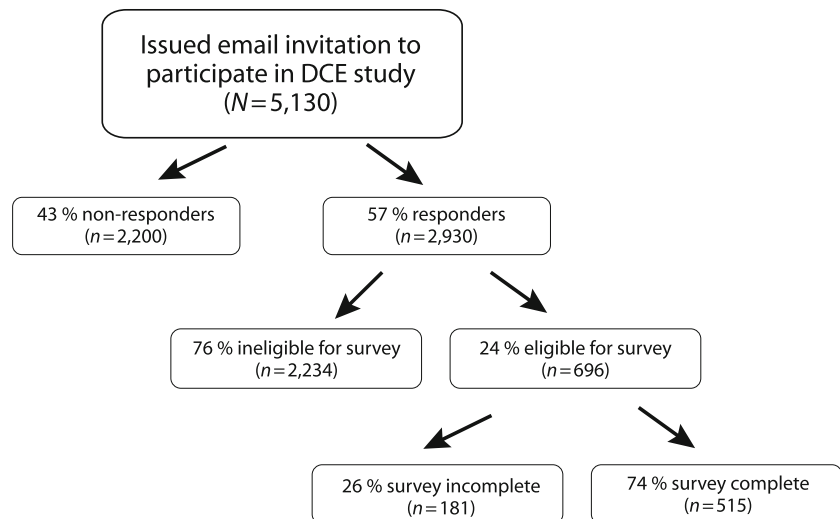 Issued email invitation to
participate in DCE study
(N=5,130)
43 % non-responders
(n=2,200)
57 % responders
(n=2,930)
76 % ineligible for survey
(n=2,234)
24 % eligible for survey
(n=696)
26 % survey incomplete
(n=181)
74 % survey complete
(n=515)